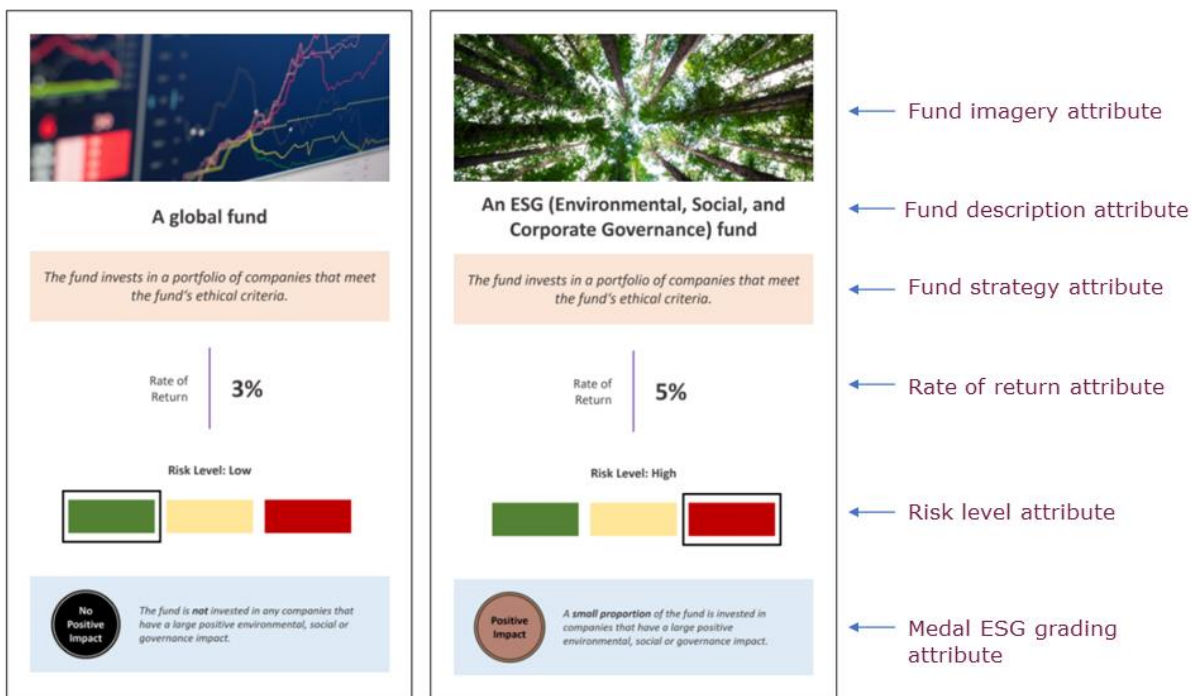 A global fund
The fund invests in a portfolio of companies that meet
the fund's ethical criteria.
Rate of
Return
3%
Risk Level: Low
No
Positive
Impact
The fund is not invested in any companies that
have a large positive environmental, social or
governance impact.
An ESG (Environmental, Social, and
Corporate Governance) fund
The fund invests in a portfolio of companies that meet
the fund's ethical criteria.
Rate of
Return
5%
Risk Level: High
Positive
Impact
A small proportion of the fund is invested in
companies that have a large positive
environmental, social or governance impact.
Fund imagery attribute
Fund description attribute
Fund strategy attribute
Rate of return attribute
Risk level attribute
Medal ESG grading
attribute